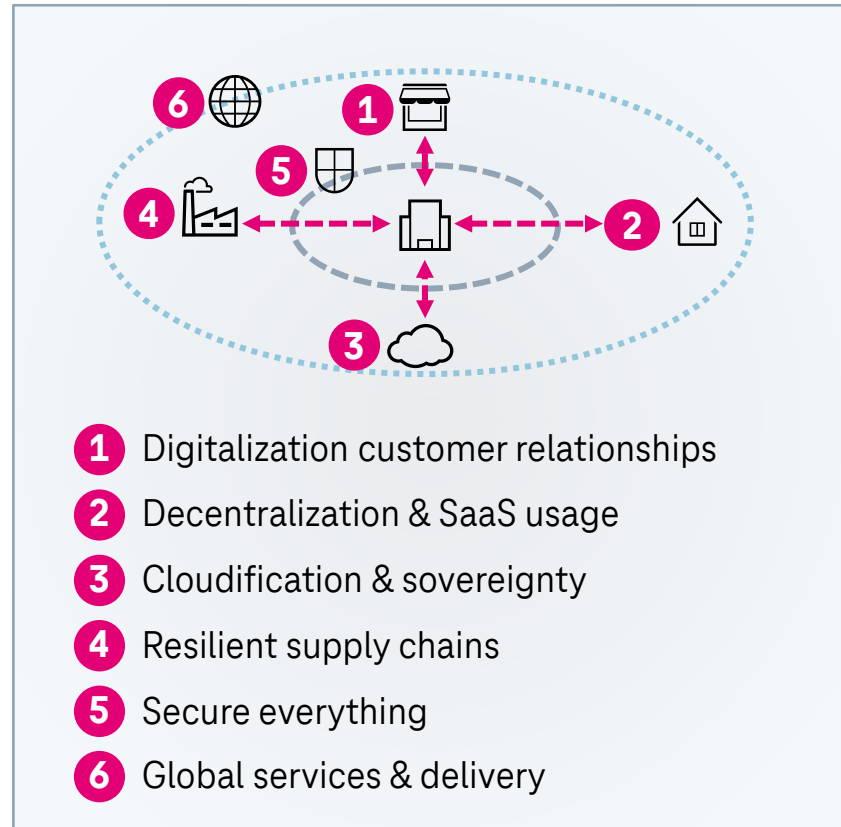 6
1
5
4
2
3
1 Digitalization customer relationships
2 Decentralization & SaaS usage
3 Cloudification & sovereignty
4 Resilient supply chains
5 Secure everything
6 Global services & delivery